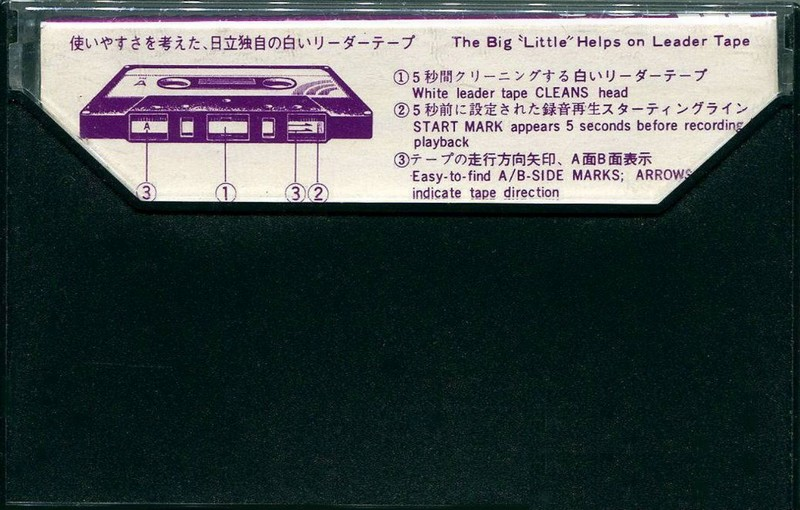 使いやすさを考えた、日立独自の白いリーダーテープ
The Big "Little" Helps on Leader Tape
①5秒間クリーニングする白いリーダーテープ
White leader tape CLEANS head
②5秒前に設定された録音再生スターティングライン
START MARK appears 5 seconds before recording/
playback
③テープの走行方向矢印、A面B面表示
Easy-to-find A/B-SIDE MARKS; ARROWS
indicate tape direction
A
A
③ ① ③ ②